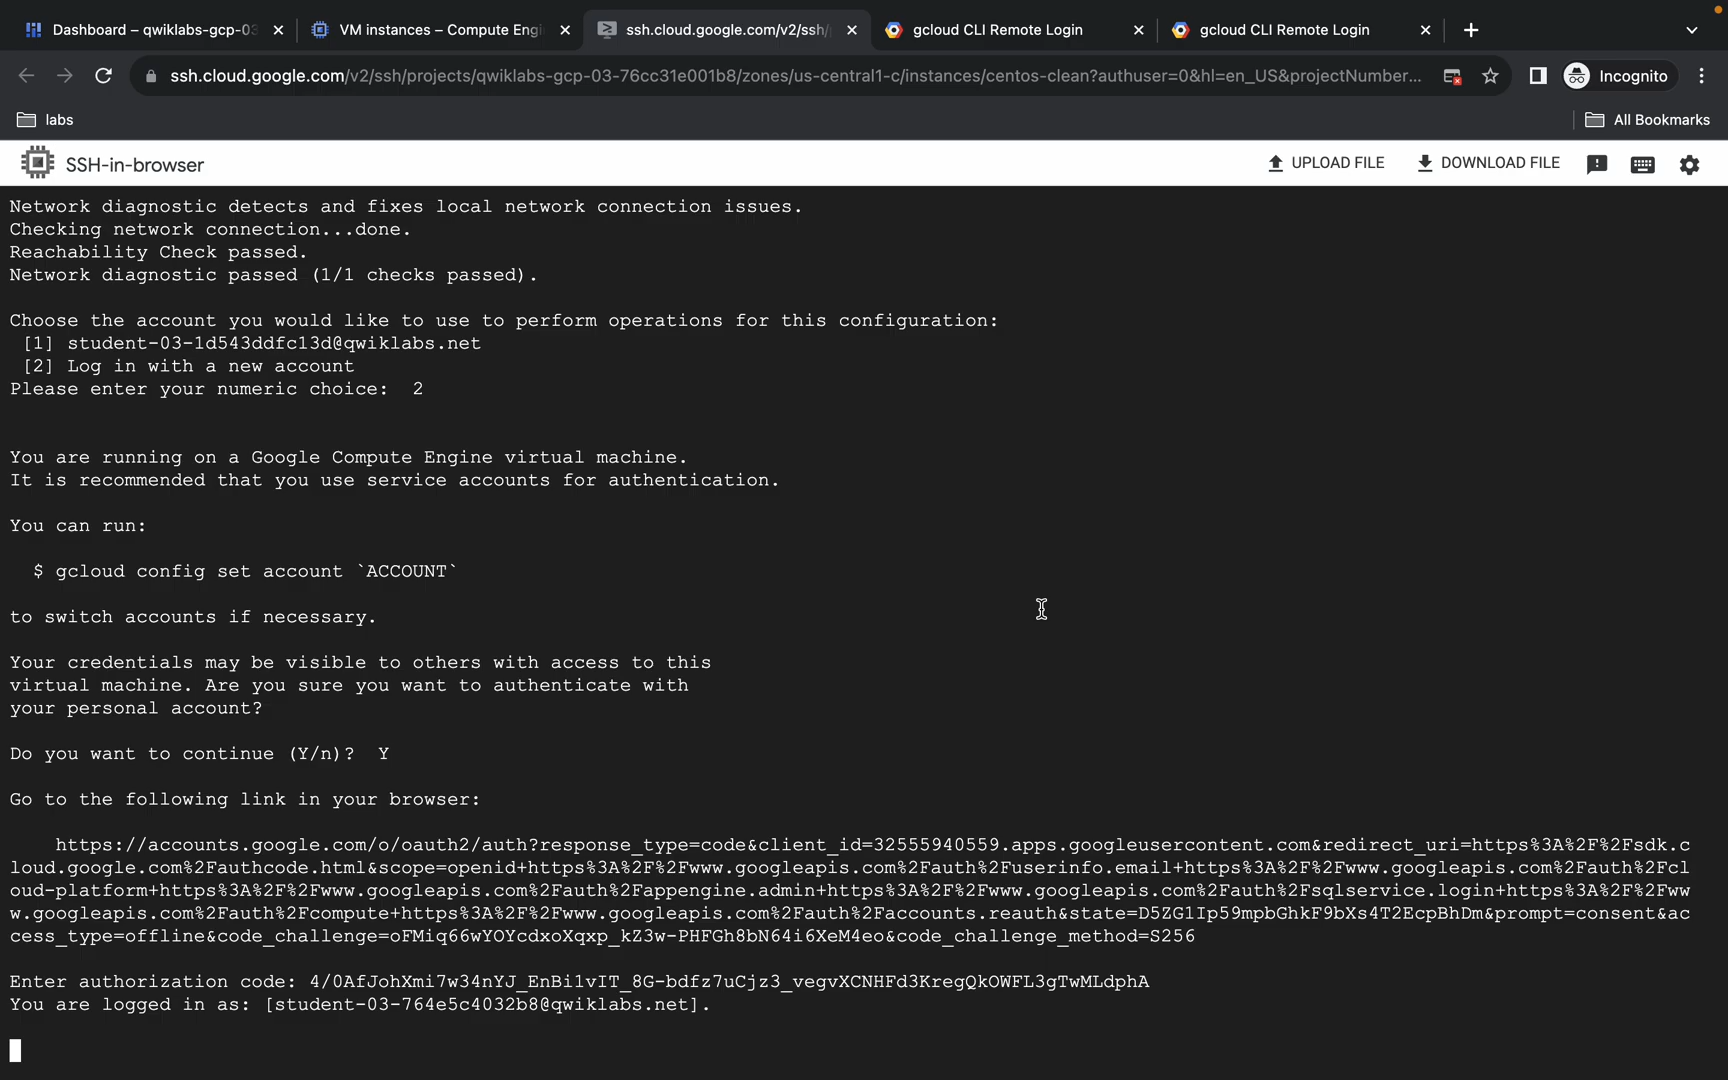 Dashboard – qwiklabs-gcp-03
VM instances – Compute Engi
ssh.cloud.google.com/v2/ssh/
gcloud CLI Remote Login
gcloud CLI Remote Login
ssh.cloud.google.com/v2/ssh/projects/qwiklabs-gcp-03-76cc31e001b8/zones/us-central1-c/instances/centos-clean?authuser=0&hl=en_US&projectNumber...
Incognito
labs
All Bookmarks
SSH-in-browser
UPLOAD FILE
DOWNLOAD FILE
Network diagnostic detects and fixes local network connection issues.
Checking network connection...done.
Reachability Check passed.
Network diagnostic passed (1/1 checks passed).
Choose the account you would like to use to perform operations for this configuration:
[1] student-03-1d543ddfc13d@qwiklabs.net
[2] Log in with a new account
Please enter your numeric choice:  2
You are running on a Google Compute Engine virtual machine.
It is recommended that you use service accounts for authentication.
You can run:
$ gcloud config set account `ACCOUNT`
to switch accounts if necessary.
Your credentials may be visible to others with access to this
virtual machine. Are you sure you want to authenticate with
your personal account?
Do you want to continue (Y/n)?  Y
Go to the following link in your browser:
https://accounts.google.com/o/oauth2/auth?response_type=code&client_id=32555940559.apps.googleusercontent.com&redirect_uri=https%3A%2F%2Fsdk.c
loud.google.com%2Fauthcode.html&scope=openid+https%3A%2F%2Fwww.googleapis.com%2Fauth%2Fuserinfo.email+https%3A%2F%2Fwww.googleapis.com%2Fauth%2Fcl
oud-platform+https%3A%2F%2Fwww.googleapis.com%2Fauth%2Fappengine.admin+https%3A%2F%2Fwww.googleapis.com%2Fauth%2Fsqlservice.login+https%3A%2F%2Fww
w.googleapis.com%2Fauth%2Fcompute+https%3A%2F%2Fwww.googleapis.com%2Fauth%2Faccounts.reauth&state=D5ZG1Ip59mpbGhkF9bXs4T2EcpBhDm&prompt=consent&ac
cess_type=offline&code_challenge=oFMiq66wYOYcdxoXqxp_kZ3w-PHFGh8bN64i6XeM4eo&code_challenge_method=S256
Enter authorization code: 4/0AfJohXmi7w34nYJ_EnBi1vIT_8G-bdfz7uCjz3_vegvXCNHFd3KregQkOWFL3gTwMLdphA
You are logged in as: [student-03-764e5c4032b8@qwiklabs.net].